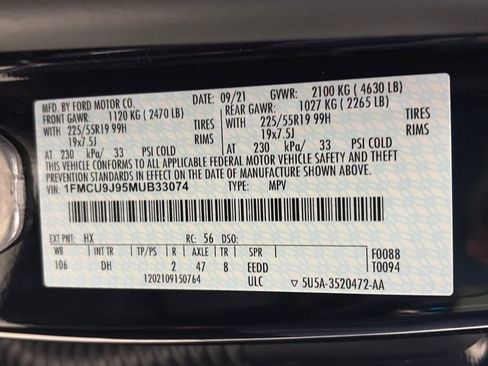 MFD. BY FORD MOTOR CO.
DATE: 09/21 GVWR: 2100 KG ( 4630 LB)
FRONT GAWR: 1120 KG ( 2470 LB) REAR GAWR: 1027 KG ( 2265 LB)
WITH 225/55R19 99H TIRES WITH 225/55R19 99H TIRES
19x7.5J RIMS 19x7.5J RIMS
AT 230 kPa/ 33 PSI COLD AT 230 kPa/ 33 PSI COLD
THIS VEHICLE CONFORMS TO ALL APPLICABLE FEDERAL MOTOR VEHICLE SAFETY AND THEFT
PREVENTION STANDARDS IN EFFECT ON THE DATE OF MANUFACTURE SHOWN ABOVE.
VIN: 1FMCU9J95MUB33074 TYPE: MPV
EXT PNT: HX RC: 56 DSO:
WB INT TR TP/PS R AXLE TR SPR F0088
106 DH 2 47 8 EEDD T0094
1202109150764 ULC ▽ 5U5A-3520472-AA